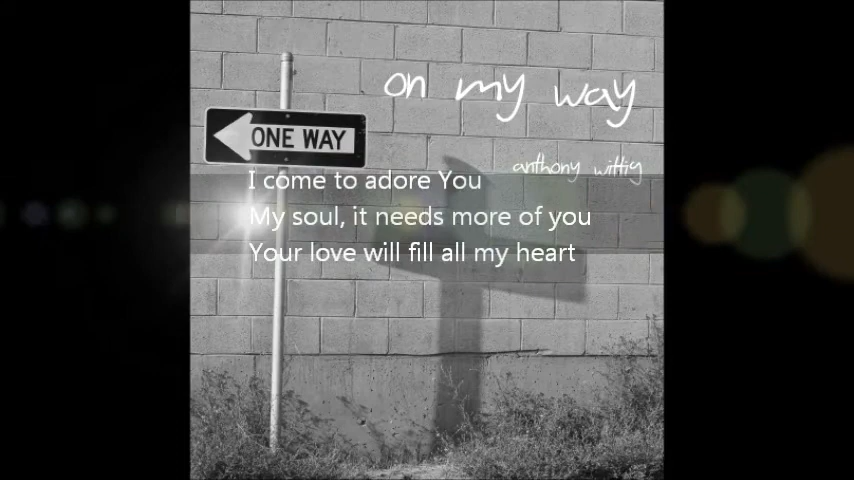 on my way
ONE WAY
anthony wittig
I come to adore You
My soul, it needs more of you
Your love will fill all my heart